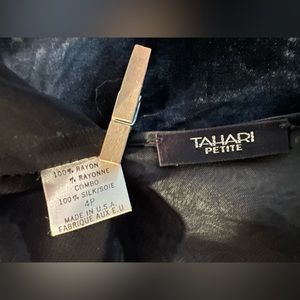 100% RAYON
% RAYONNE
COMBO
100% SILK/SOIE
4P
MADE IN U.S.A.
FABRIQUE AUX E.U.
TAHARI
PETITE